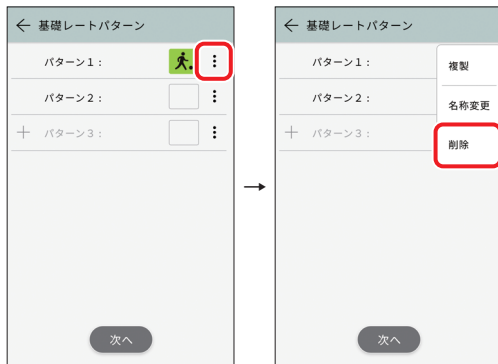 ← 基礎レートパターン
パターン1：
パターン2：
＋ パターン3：
次へ
→
← 基礎レートパターン
パターン1：
パターン2：
＋ パターン3：
複製
名称変更
削除
次へ